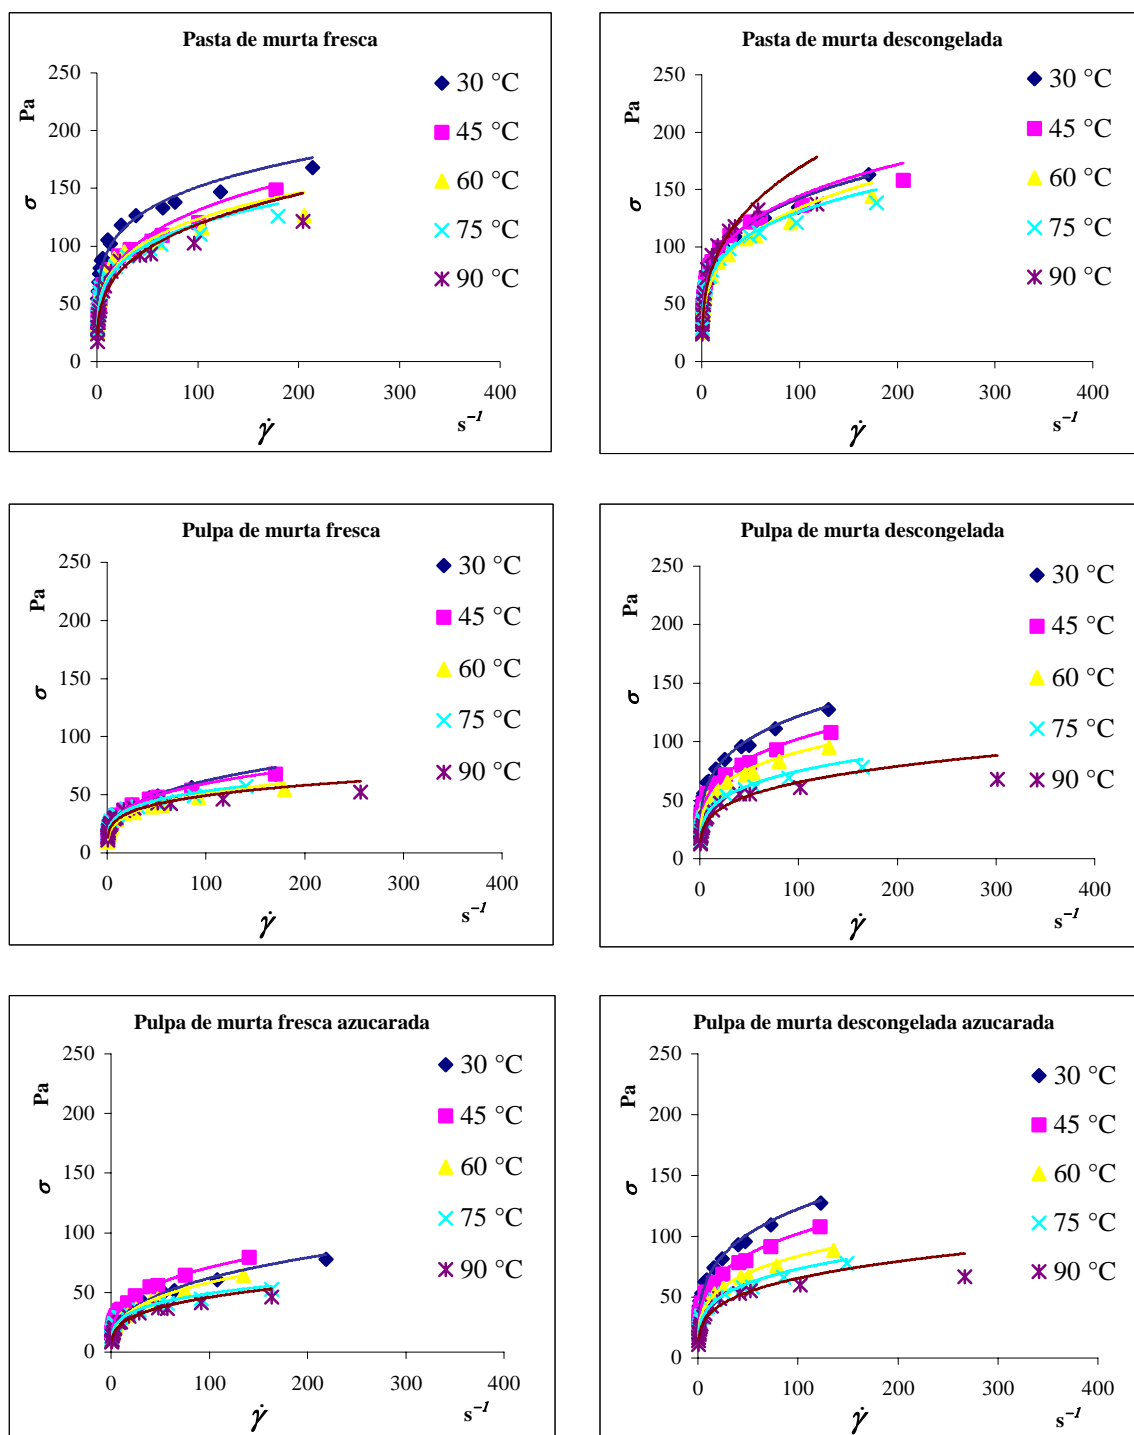 Pasta de murta fresca
250
200
150
100
50
0
0 100 200 300 400
Pa
σ
γ̇
s⁻¹
30 °C
45 °C
60 °C
75 °C
90 °C
Pasta de murta descongelada
250
200
150
100
50
0
0 100 200 300 400
Pa
σ
γ̇
s⁻¹
30 °C
45 °C
60 °C
75 °C
90 °C
Pulpa de murta fresca
250
200
150
100
50
0
0 100 200 300 400
Pa
σ
γ̇
s⁻¹
30 °C
45 °C
60 °C
75 °C
90 °C
Pulpa de murta descongelada
250
200
150
100
50
0
0 100 200 300 400
Pa
σ
γ̇
s⁻¹
30 °C
45 °C
60 °C
75 °C
90 °C
Pulpa de murta fresca azucarada
250
200
150
100
50
0
0 100 200 300 400
Pa
σ
γ̇
s⁻¹
30 °C
45 °C
60 °C
75 °C
90 °C
Pulpa de murta descongelada azucarada
250
200
150
100
50
0
0 100 200 300 400
Pa
σ
γ̇
s⁻¹
30 °C
45 °C
60 °C
75 °C
90 °C